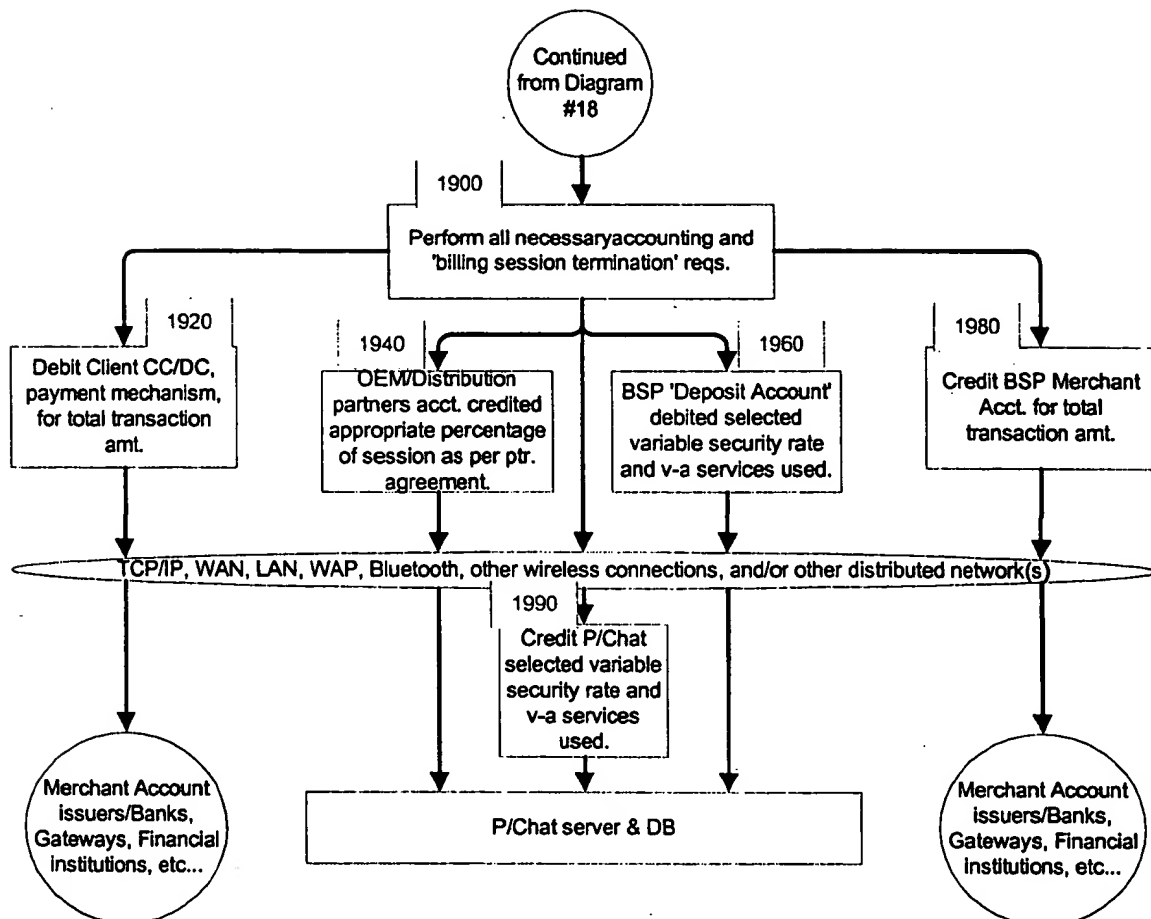 Continued
from Diagram
#18
1900
Perform all necessaryaccounting and
'billing session termination' reqs.
1920
Debit Client CC/DC,
payment mechanism,
for total transaction
amt.
1940
OEM/Distribution
partners acct. credited
appropriate percentage
of session as per ptr.
agreement.
1960
BSP 'Deposit Account'
debited selected
variable security rate
and v-a services used.
1980
Credit BSP Merchant
Acct. for total
transaction amt.
TCP/IP, WAN, LAN, WAP, Bluetooth, other wireless connections, and/or other distributed network(s)
1990
Credit P/Chat
selected variable
security rate and
v-a services
used.
Merchant Account
issuers/Banks,
Gateways, Financial
institutions, etc...
P/Chat server & DB
Merchant Account
issuers/Banks,
Gateways, Financial
institutions, etc...